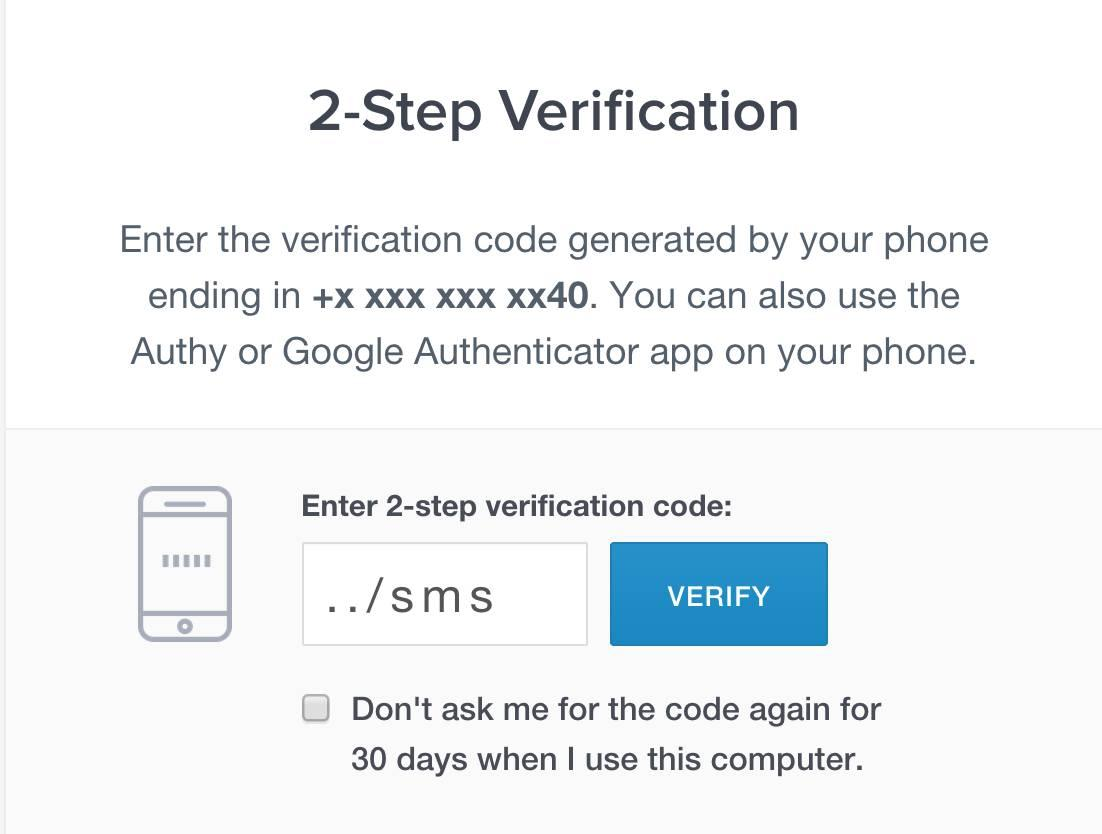 2-Step Verification
Enter the verification code generated by your phone
ending in +x xxx xxx xx40. You can also use the
Authy or Google Authenticator app on your phone.
Enter 2-step verification code:
../sms
VERIFY
Don't ask me for the code again for
30 days when I use this computer.